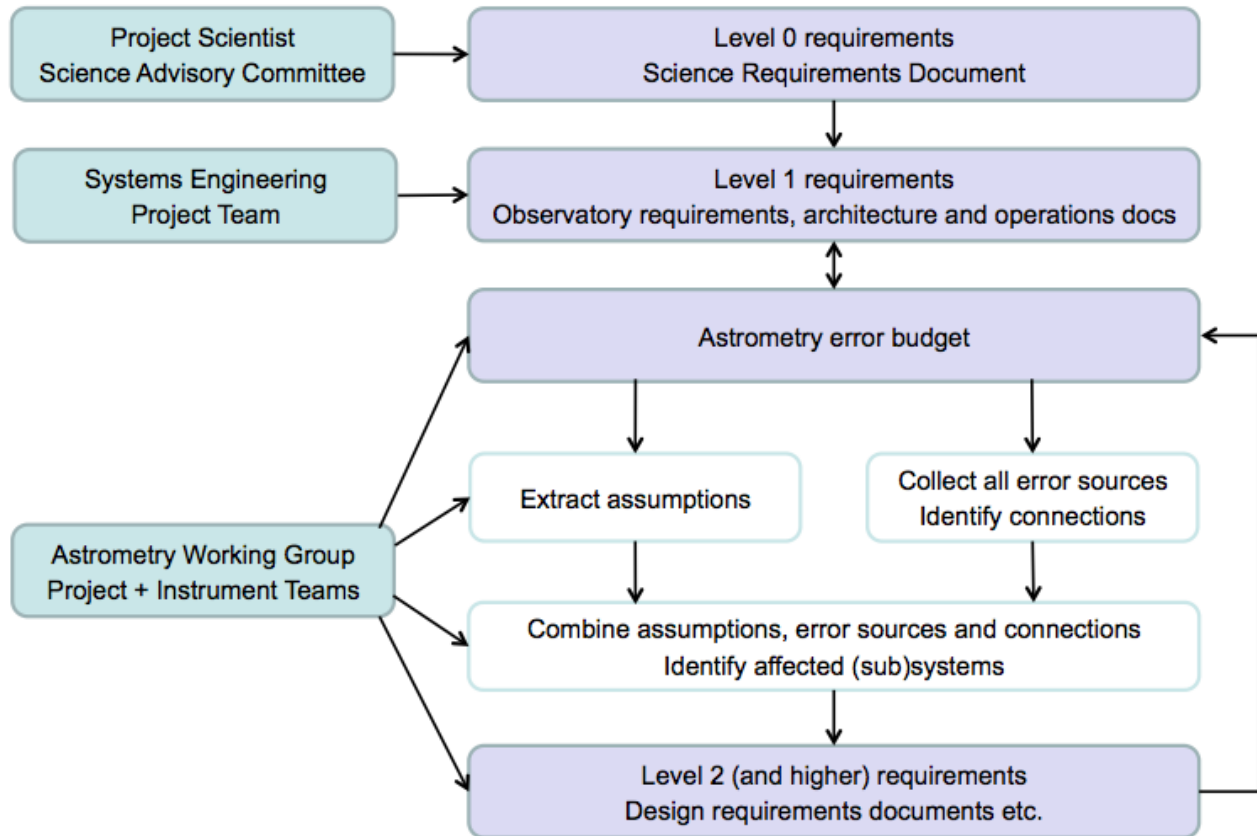 Project Scientist
Science Advisory Committee
Level 0 requirements
Science Requirements Document
Systems Engineering
Project Team
Level 1 requirements
Observatory requirements, architecture and operations docs
Astrometry error budget
Extract assumptions
Collect all error sources
Identify connections
Astrometry Working Group
Project + Instrument Teams
Combine assumptions, error sources and connections
Identify affected (sub)systems
Level 2 (and higher) requirements
Design requirements documents etc.